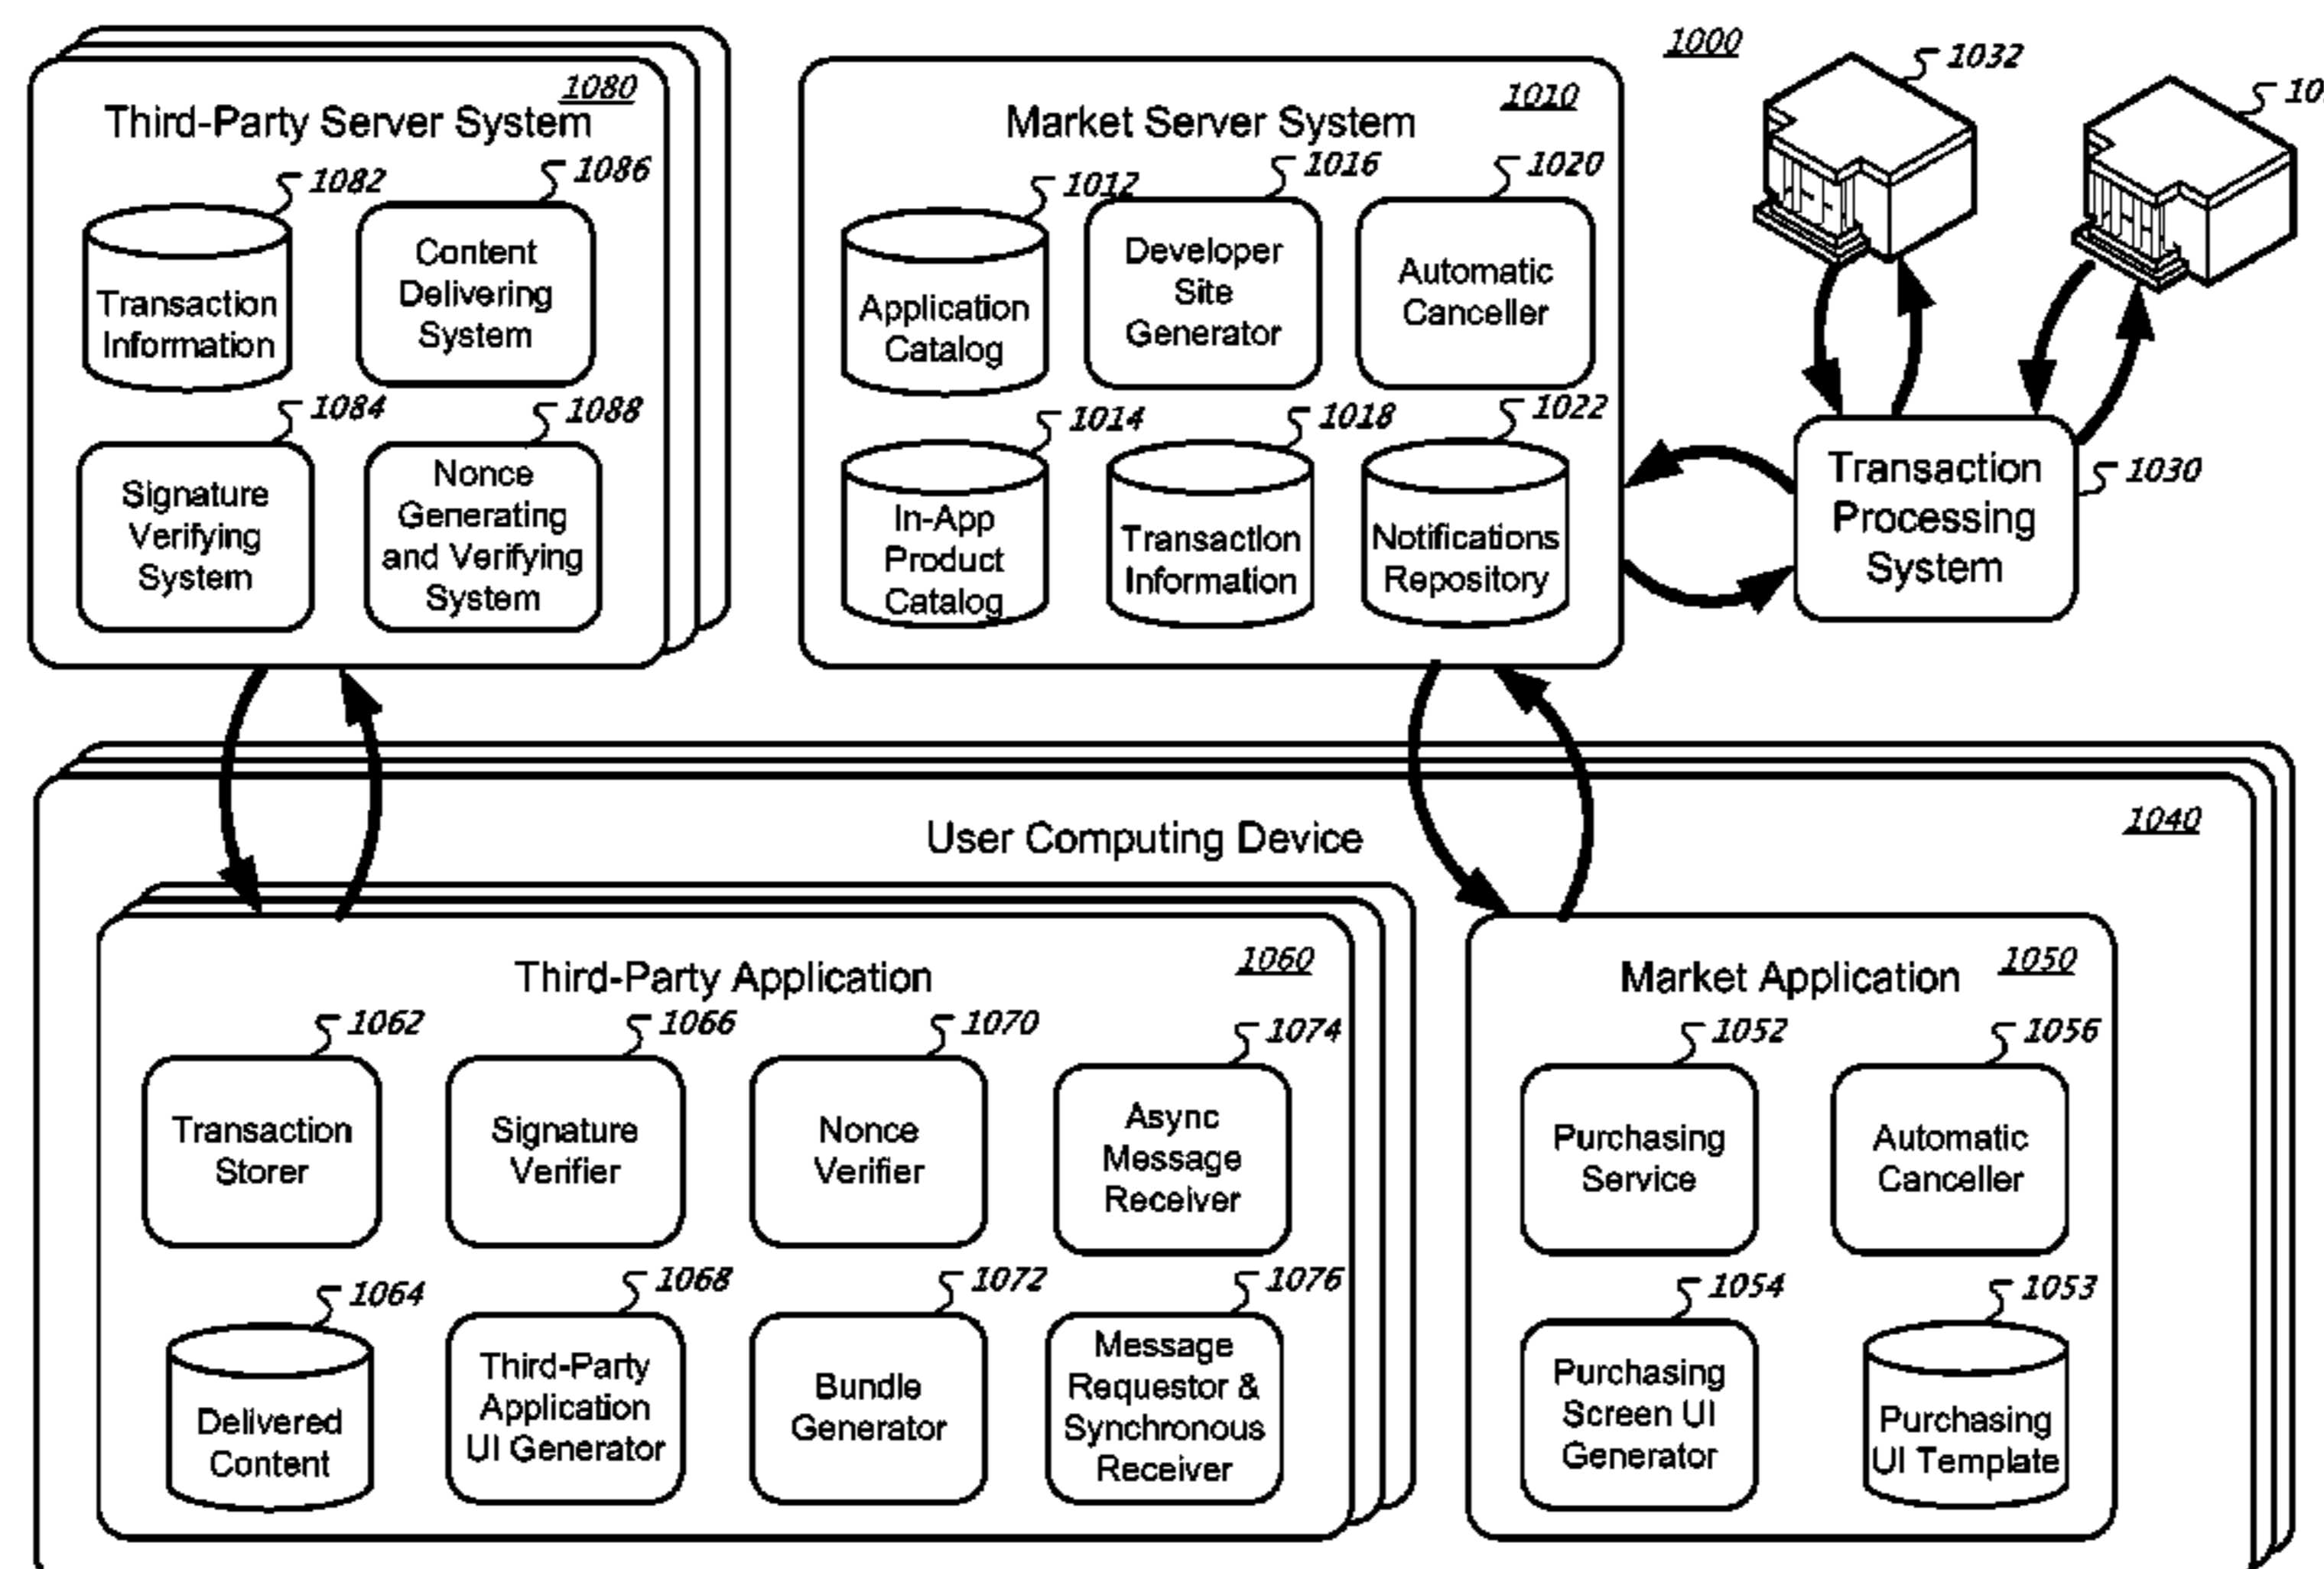 1000
1032
1080
Third-Party Server System
1082
Transaction
Information
1086
Content
Delivering
System
1084
Signature
Verifying
System
1088
Nonce
Generating
and Verifying
System
1010
Market Server System
1012
Application
Catalog
1016
Developer
Site
Generator
1020
Automatic
Canceller
1014
In-App
Product
Catalog
1018
Transaction
Information
1022
Notifications
Repository
Transaction
Processing
System
1030
1040
User Computing Device
1060
Third-Party Application
1062
Transaction
Storer
1066
Signature
Verifier
1070
Nonce
Verifier
1074
Async
Message
Receiver
1064
Delivered
Content
1068
Third-Party
Application
UI Generator
1072
Bundle
Generator
1076
Message
Requestor &
Synchronous
Receiver
1050
Market Application
1052
Purchasing
Service
1056
Automatic
Canceller
1054
Purchasing
Screen UI
Generator
1053
Purchasing
UI Template